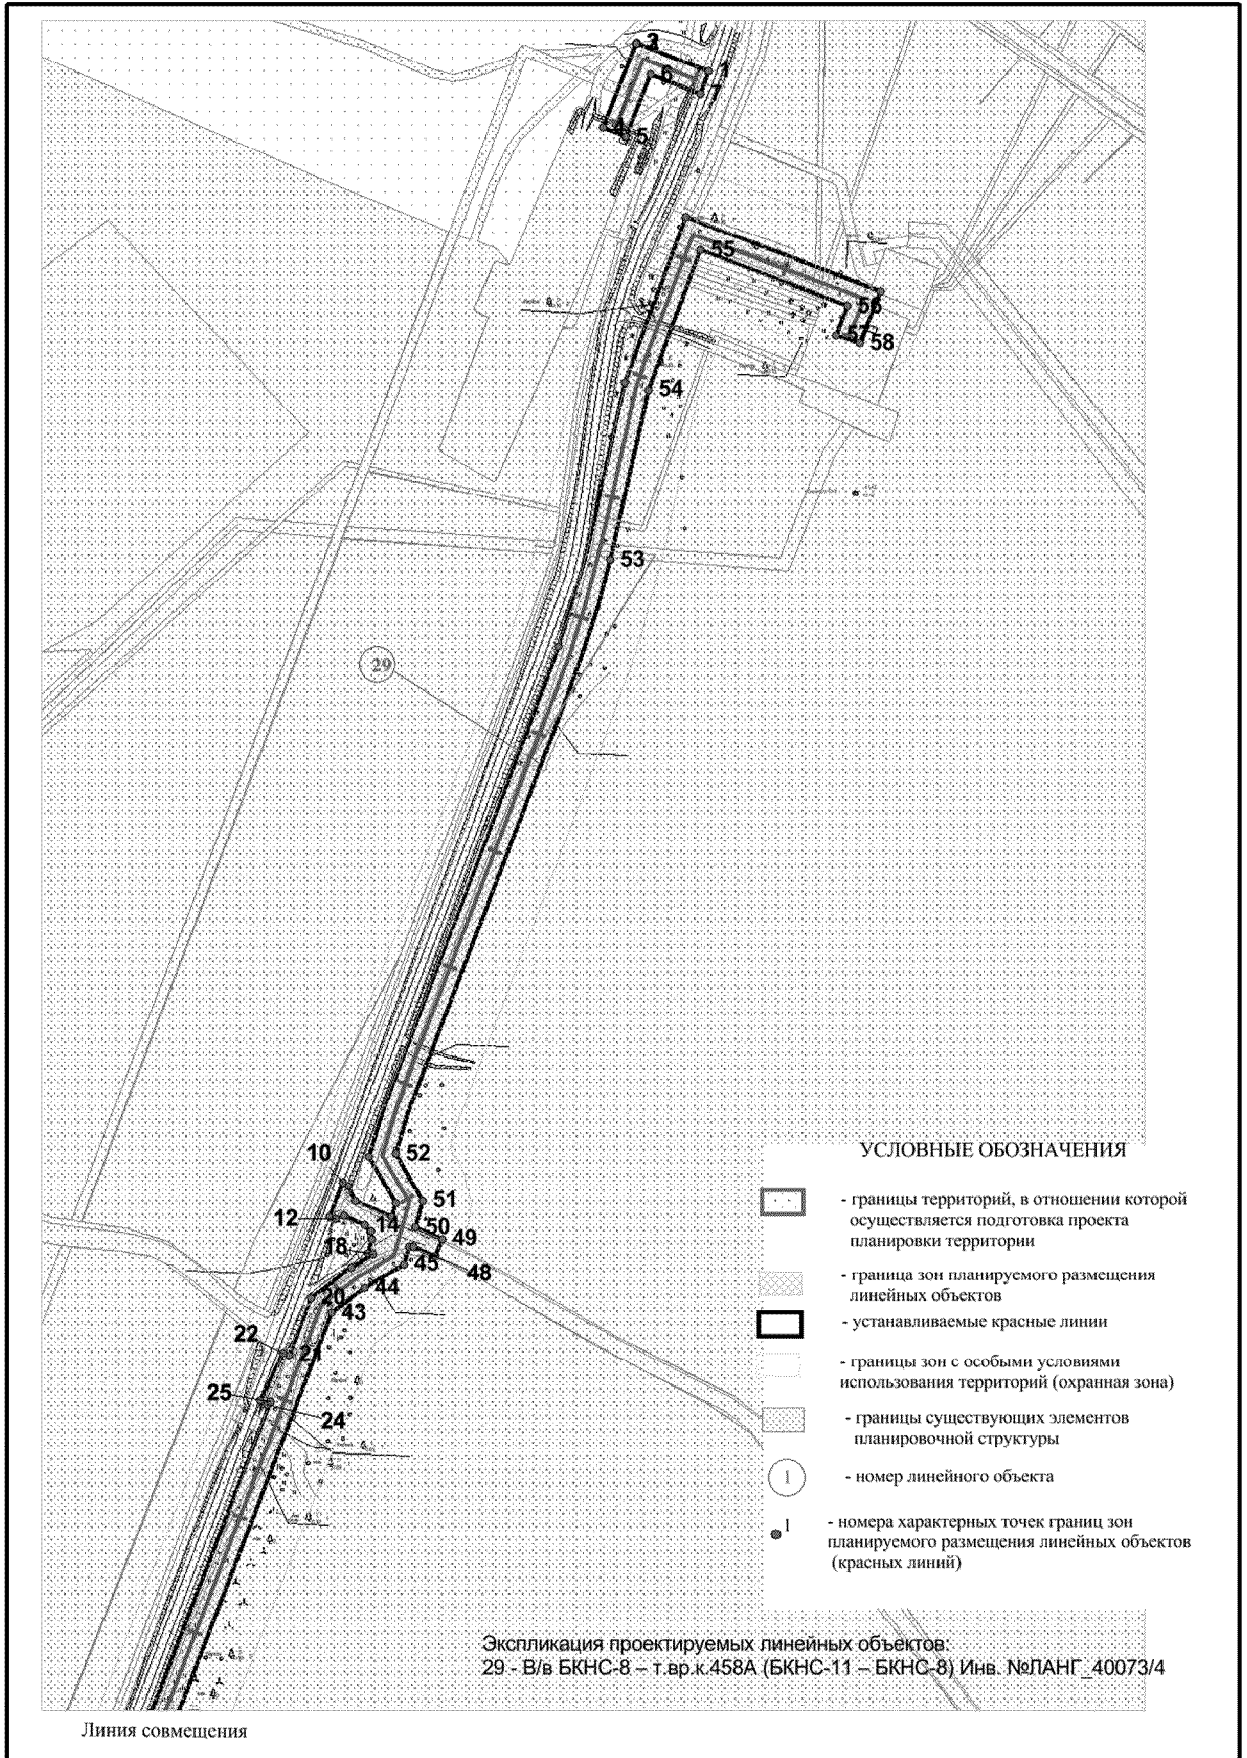 3
1
6
7
4
5
55
56
57
58
54
53
29
52
10
51
12
14
50
49
18
45
48
44
20
43
22
21
25
24
УСЛОВНЫЕ ОБОЗНАЧЕНИЯ
- границы территорий, в отношении которой
осуществляется подготовка проекта
планировки территории
- граница зон планируемого размещения
линейных объектов
- устанавливаемые красные линии
- границы зон с особыми условиями
использования территорий (охранная зона)
- границы существующих элементов
планировочной структуры
1 - номер линейного объекта
1 - номера характерных точек границ зон
планируемого размещения линейных объектов
(красных линий)
Экспликация проектируемых линейных объектов:
29 - В/в БКНС-8 – т.вр.к.458А (БКНС-11 – БКНС-8) Инв. №ЛАНГ_40073/4
Линия совмещения